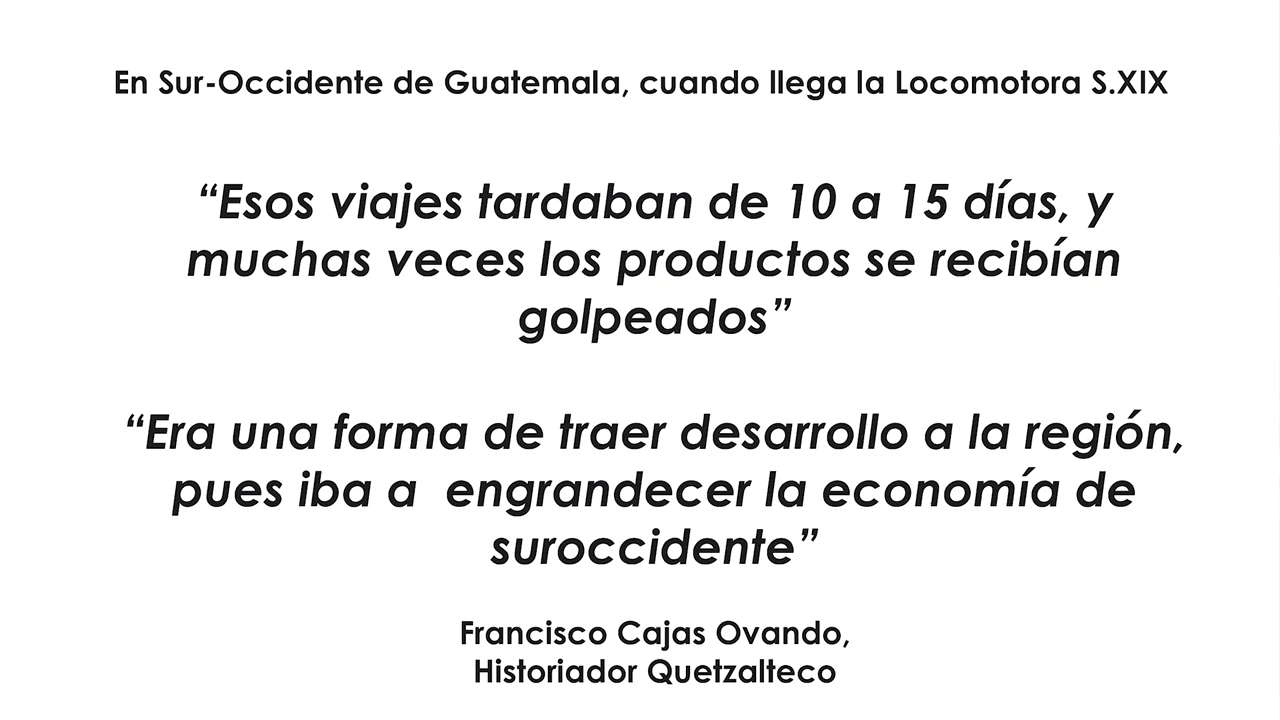 En Sur-Occidente de Guatemala, cuando llega la Locomotora S.XIX
“Esos viajes tardaban de 10 a 15 días, y
muchas veces los productos se recibían
golpeados”
“Era una forma de traer desarrollo a la región,
pues iba a  engrandecer la economía de
suroccidente”
Francisco Cajas Ovando,
Historiador Quetzalteco